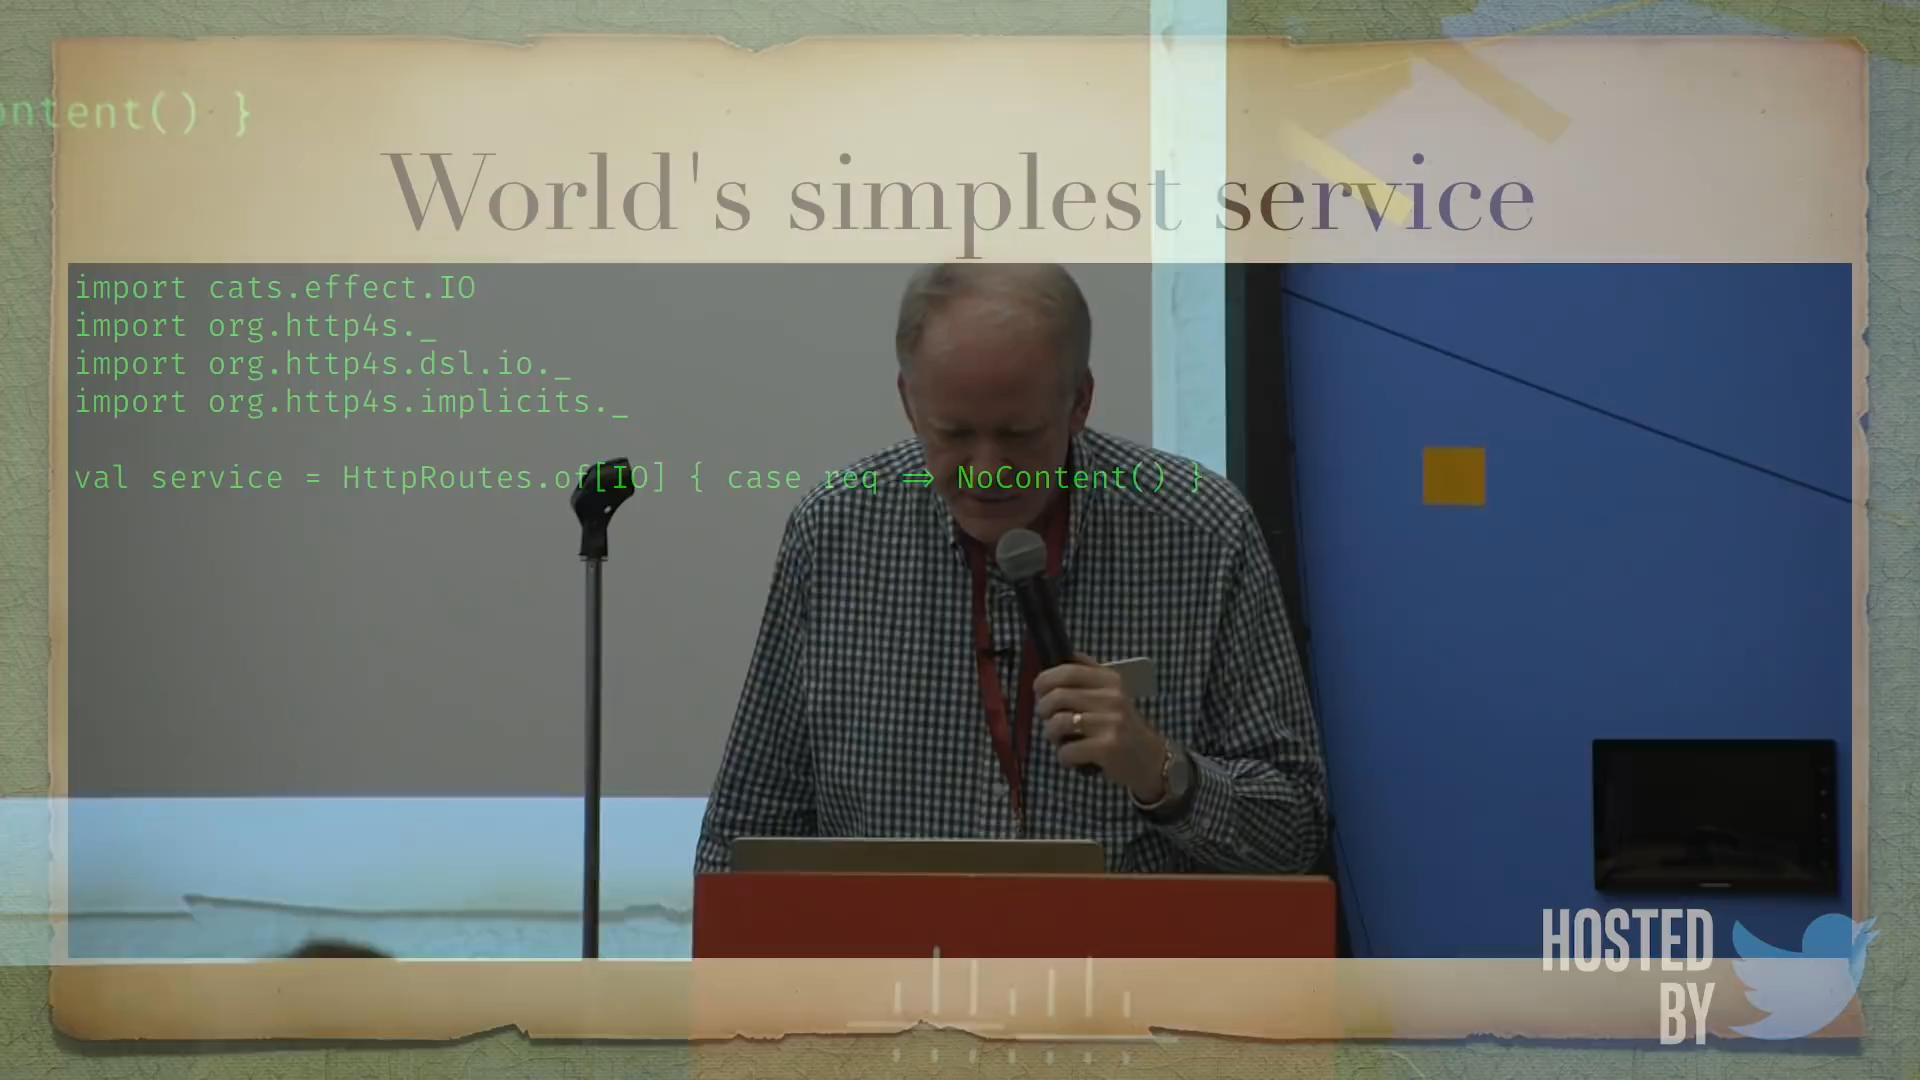 ontent() }
World's simplest service
import cats.effect.IO
import org.http4s._
import org.http4s.dsl.io._
import org.http4s.implicits._
val service = HttpRoutes.of[IO] { case req ⇒ NoContent() }
HOSTED
BY